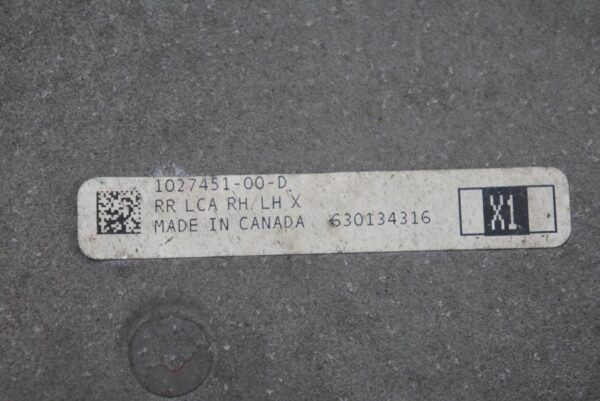 1027451-00-D
RR LCA RH/LH X
MADE IN CANADA 630134316
X1